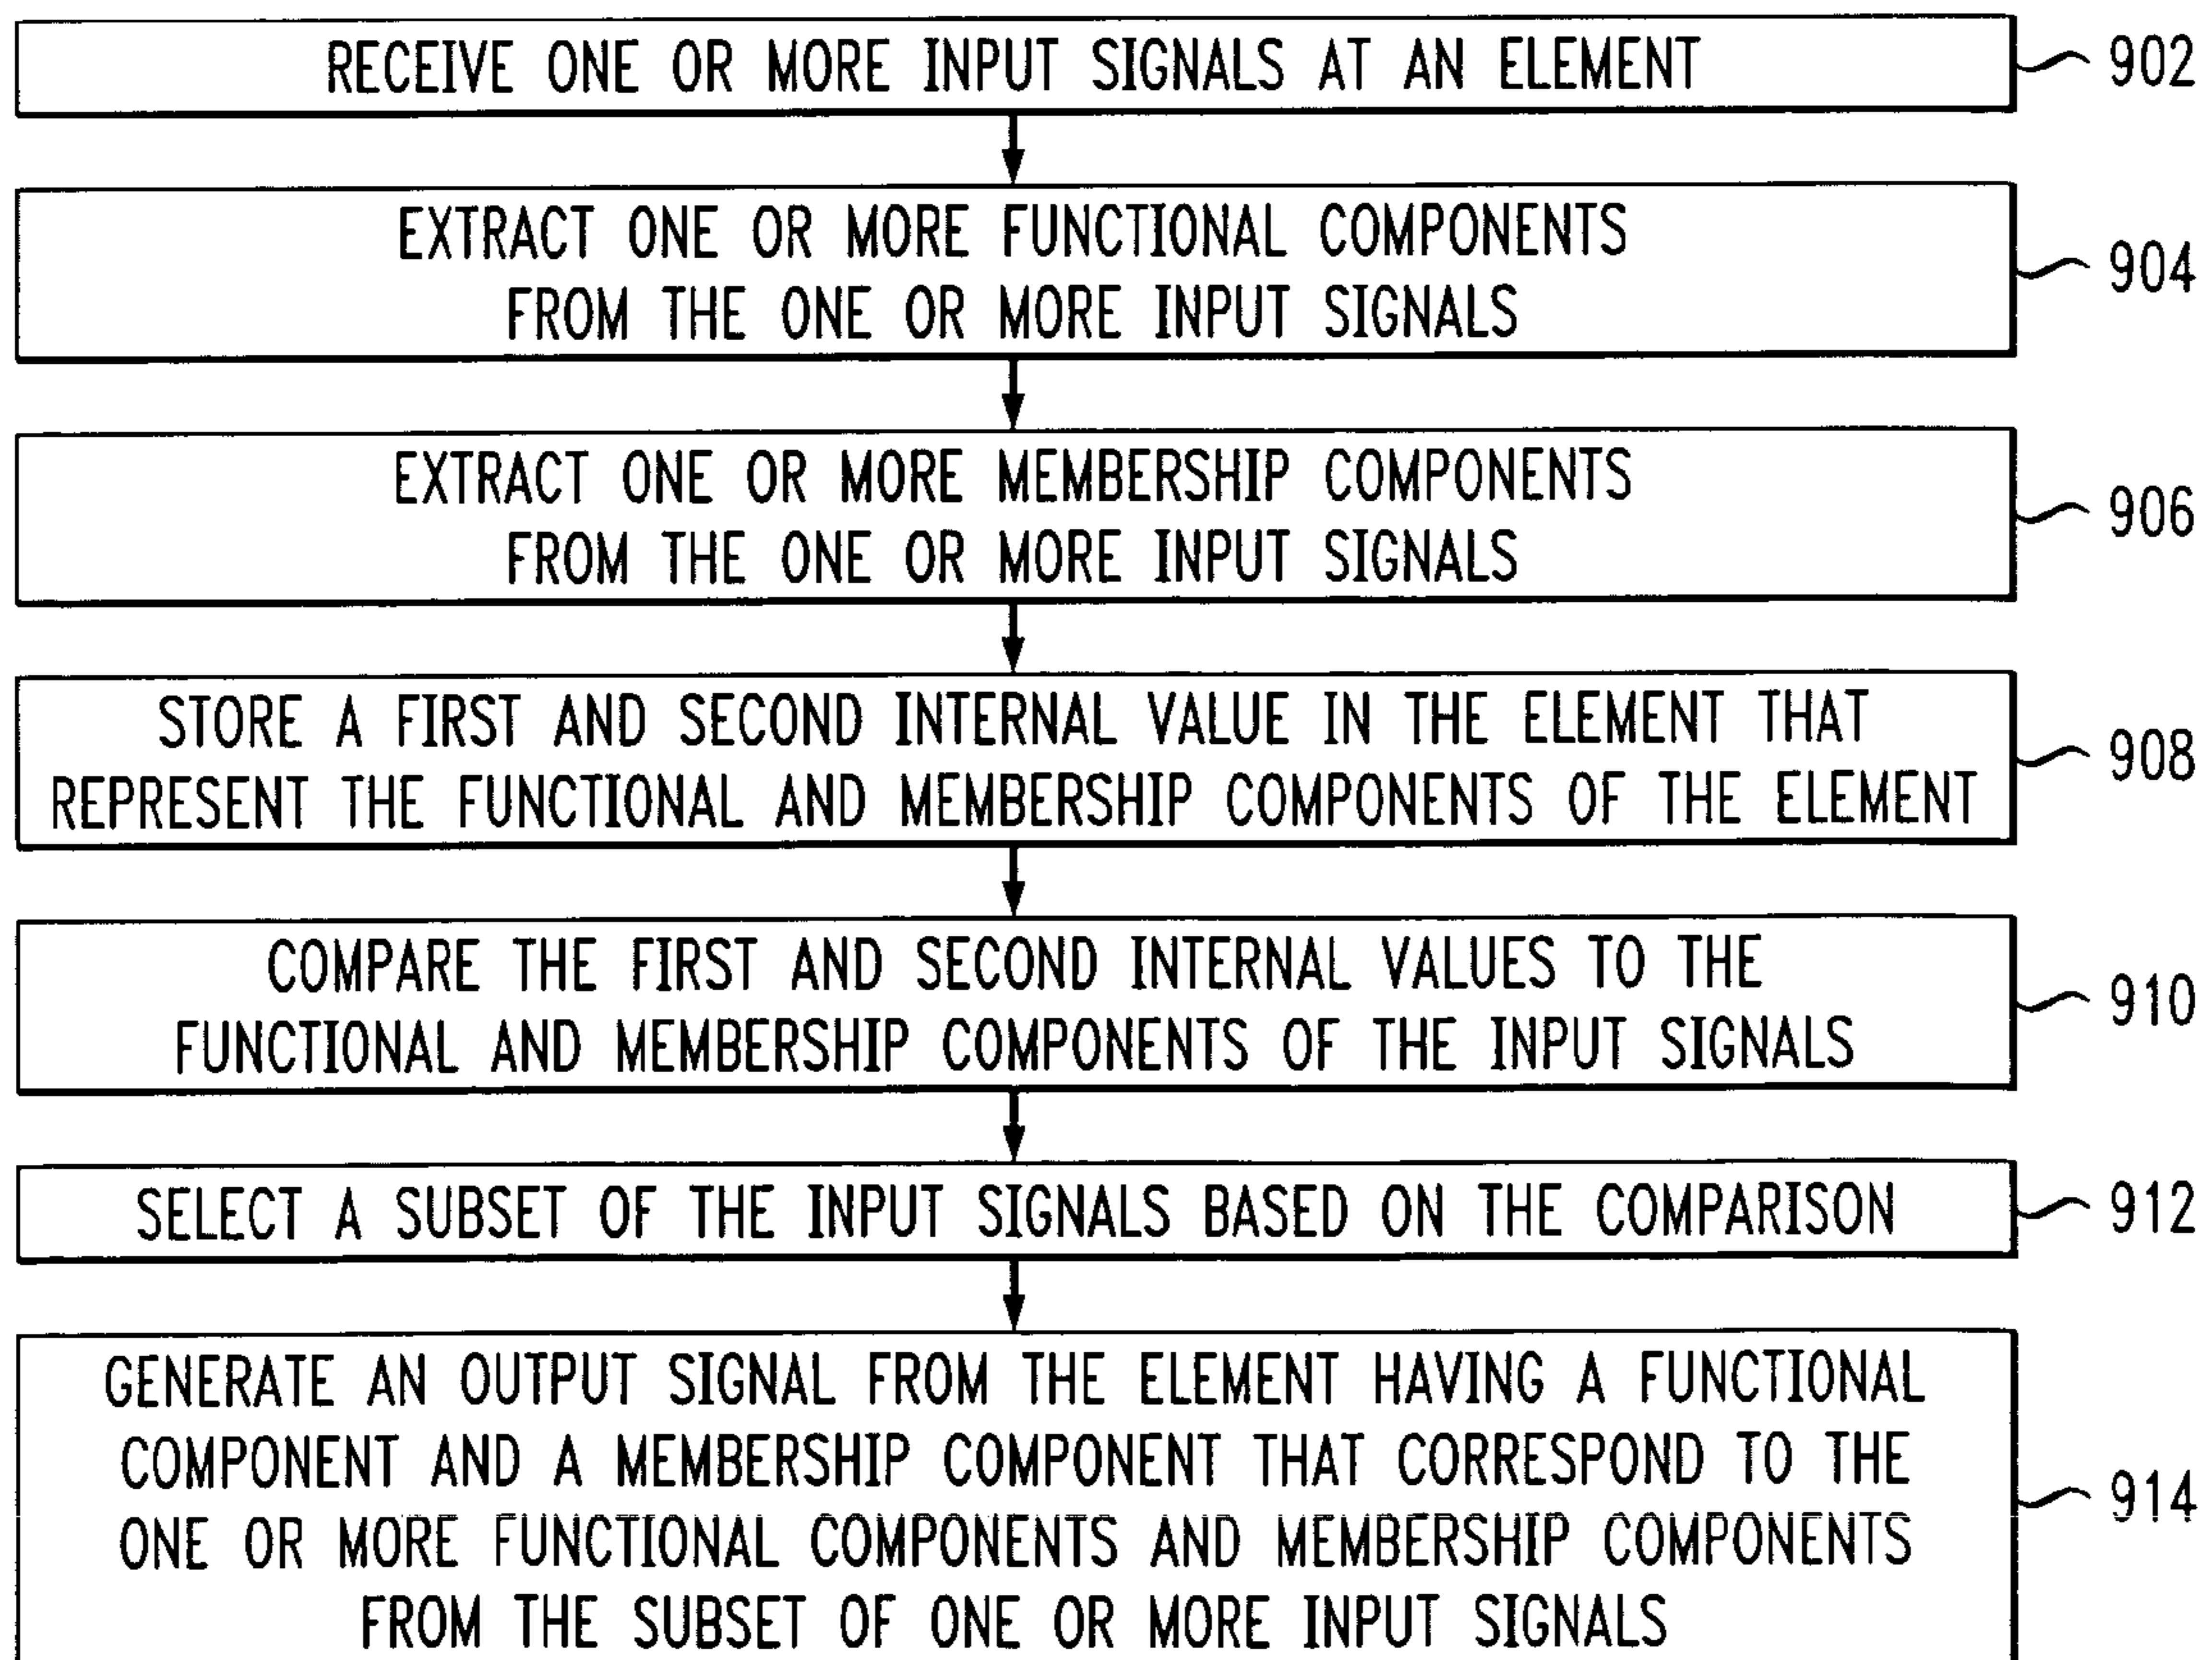 RECEIVE ONE OR MORE INPUT SIGNALS AT AN ELEMENT
902
EXTRACT ONE OR MORE FUNCTIONAL COMPONENTS
FROM THE ONE OR MORE INPUT SIGNALS
904
EXTRACT ONE OR MORE MEMBERSHIP COMPONENTS
FROM THE ONE OR MORE INPUT SIGNALS
906
STORE A FIRST AND SECOND INTERNAL VALUE IN THE ELEMENT THAT
REPRESENT THE FUNCTIONAL AND MEMBERSHIP COMPONENTS OF THE ELEMENT
908
COMPARE THE FIRST AND SECOND INTERNAL VALUES TO THE
FUNCTIONAL AND MEMBERSHIP COMPONENTS OF THE INPUT SIGNALS
910
SELECT A SUBSET OF THE INPUT SIGNALS BASED ON THE COMPARISON
912
GENERATE AN OUTPUT SIGNAL FROM THE ELEMENT HAVING A FUNCTIONAL
COMPONENT AND A MEMBERSHIP COMPONENT THAT CORRESPOND TO THE
ONE OR MORE FUNCTIONAL COMPONENTS AND MEMBERSHIP COMPONENTS
FROM THE SUBSET OF ONE OR MORE INPUT SIGNALS
914